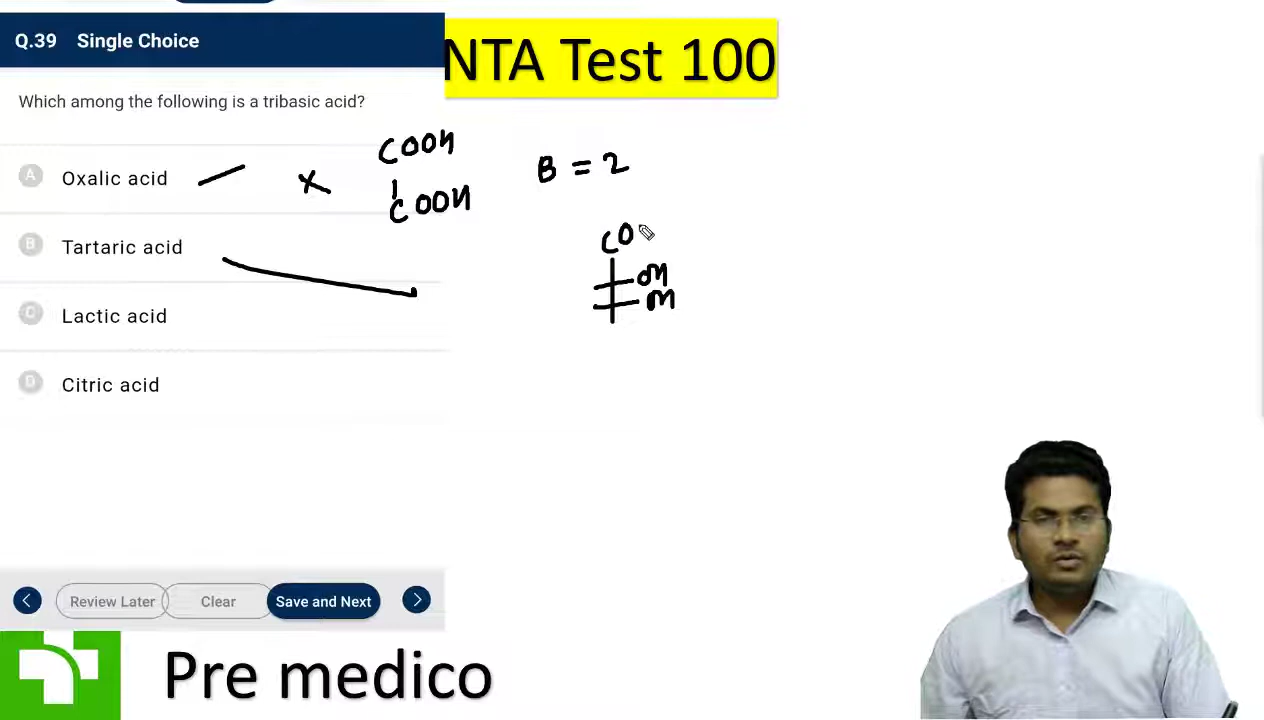 Q.39 Single Choice
NTA Test 100
Which among the following is a tribasic acid?
A Oxalic acid
COOH
COOH
B = 2
B Tartaric acid
CO
OH
OH
C Lactic acid
D Citric acid
Review Later Clear Save and Next
Pre medico